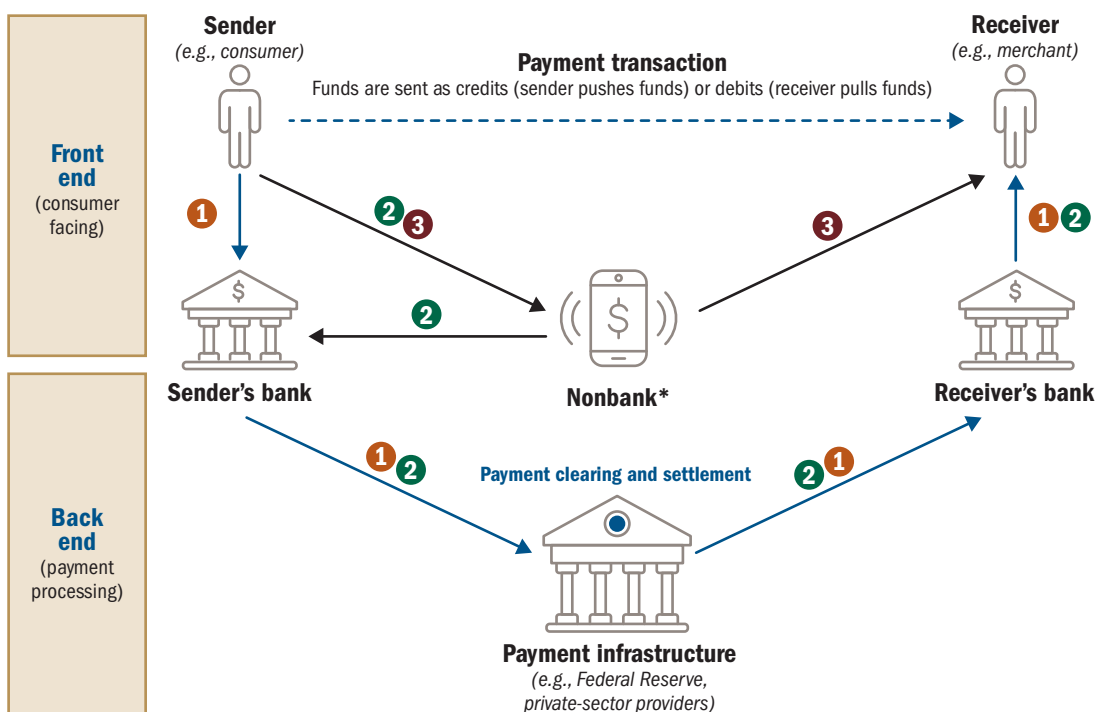 Sender
(e.g., consumer)
Receiver
(e.g., merchant)
Payment transaction
Funds are sent as credits (sender pushes funds) or debits (receiver pulls funds)
Front
end
(consumer
facing)
1
2
3
3
1 2
2
$
$
$
Sender's bank
Nonbank*
Receiver's bank
Back
end
(payment
processing)
1
2
Payment clearing and settlement
2
1
Payment infrastructure
(e.g., Federal Reserve,
private-sector providers)